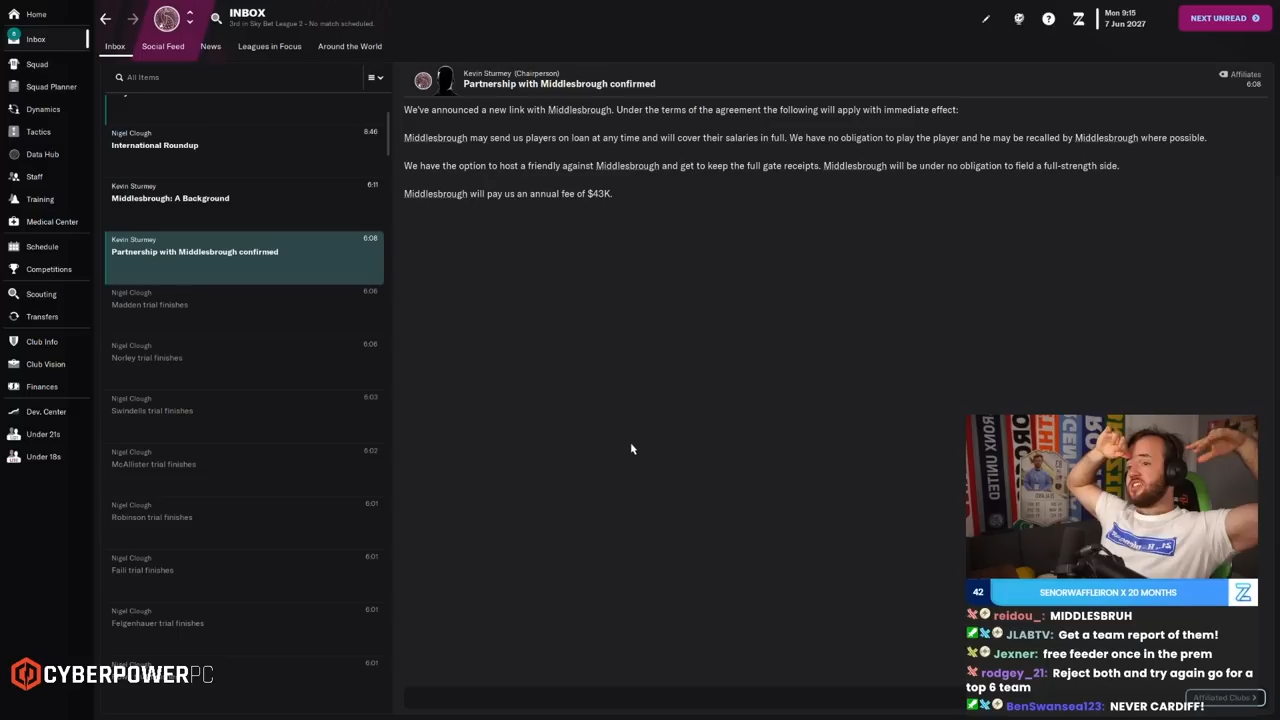 Home
Inbox
Squad
Squad Planner
Dynamics
Tactics
Data Hub
Staff
Training
Medical Center
Schedule
Competitions
Scouting
Transfers
Club Info
Club Vision
Finances
Dev. Center
Under 21s
Under 18s
INBOX
3rd in Sky Bet League 2 - No match scheduled.
Mon 9:15
7 Jun 2027
NEXT UNREAD
Inbox
Social Feed
News
Leagues in Focus
Around the World
All Items
Nigel Clough 8:46
International Roundup
Kevin Sturmey 6:11
Middlesbrough: A Background
Kevin Sturmey 6:08
Partnership with Middlesbrough confirmed
Nigel Clough 6:06
Madden trial finishes
Nigel Clough 6:06
Norley trial finishes
Nigel Clough 6:03
Swindells trial finishes
Nigel Clough 6:02
McAllister trial finishes
Nigel Clough 6:01
Robinson trial finishes
Nigel Clough 6:01
Faili trial finishes
Nigel Clough 6:01
Feigenhauer trial finishes
6:01
Kevin Sturmey (Chairperson)
Partnership with Middlesbrough confirmed
Affiliates
6:08
We've announced a new link with Middlesbrough. Under the terms of the agreement the following will apply with immediate effect:
Middlesbrough may send us players on loan at any time and will cover their salaries in full. We have no obligation to play the player and he may be recalled by Middlesbrough where possible.
We have the option to host a friendly against Middlesbrough and get to keep the full gate receipts. Middlesbrough will be under no obligation to field a full-strength side.
Middlesbrough will pay us an annual fee of $43K.
BRONX UNITED
42 SENORWAFFLEIRON X 20 MONTHS
reidou_: MIDDLESBRUH
JLABTV: Get a team report of them!
Jexner: free feeder once in the prem
rodgey_21: Reject both and try again go for a
top 6 team
BenSwansea123: NEVER CARDIFF!
Affiliated Clubs >
CYBERPOWERPC